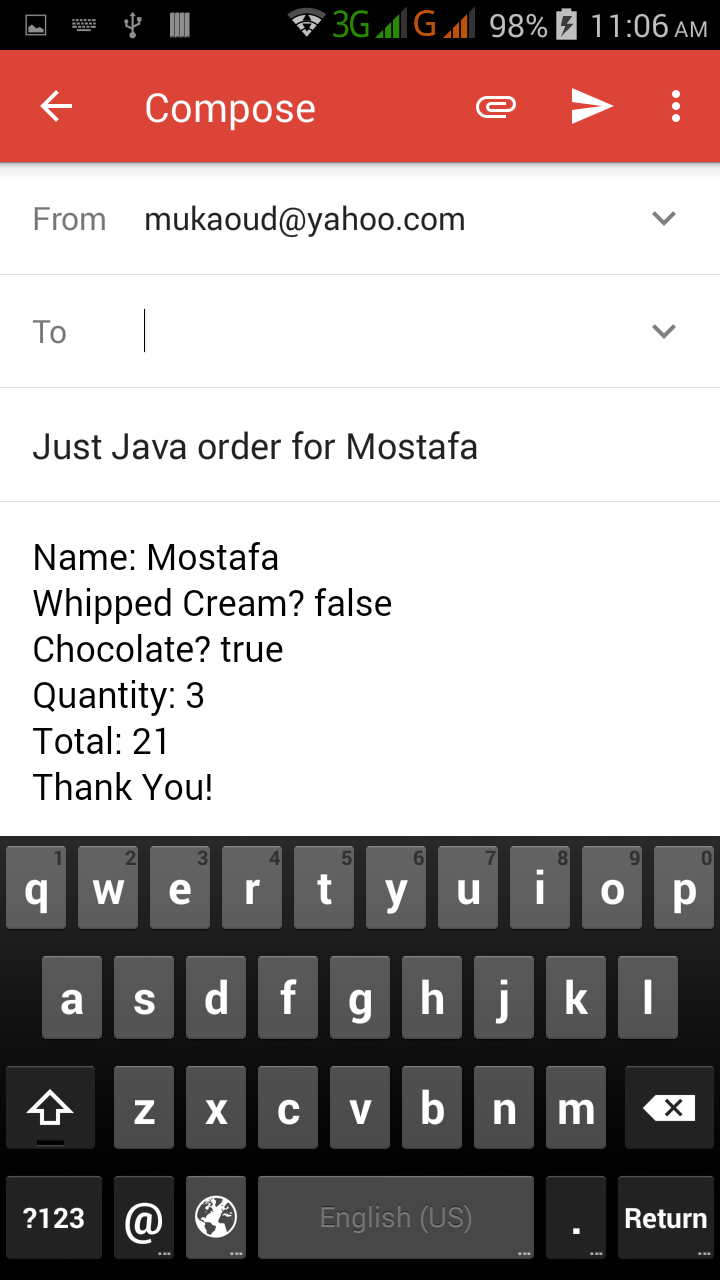 3G G 98% 11:06 AM
Compose
From mukaoud@yahoo.com
To
Just Java order for Mostafa
Name: Mostafa
Whipped Cream? false
Chocolate? true
Quantity: 3
Total: 21
Thank You!
1 2 3 4 5 6 7 8 9 0
q w e r t y u i o p
a s d f g h j k l
z x c v b n m
?123 @ English (US) . Return